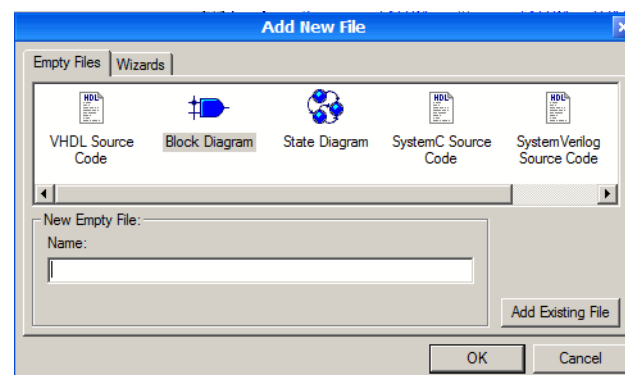 Add New File
Empty Files Wizards
HDL HDL HDL
VHDL Source Block Diagram State Diagram SystemC Source SystemVerilog
Code Code Source Code
New Empty File:
Name:
Add Existing File
OK Cancel